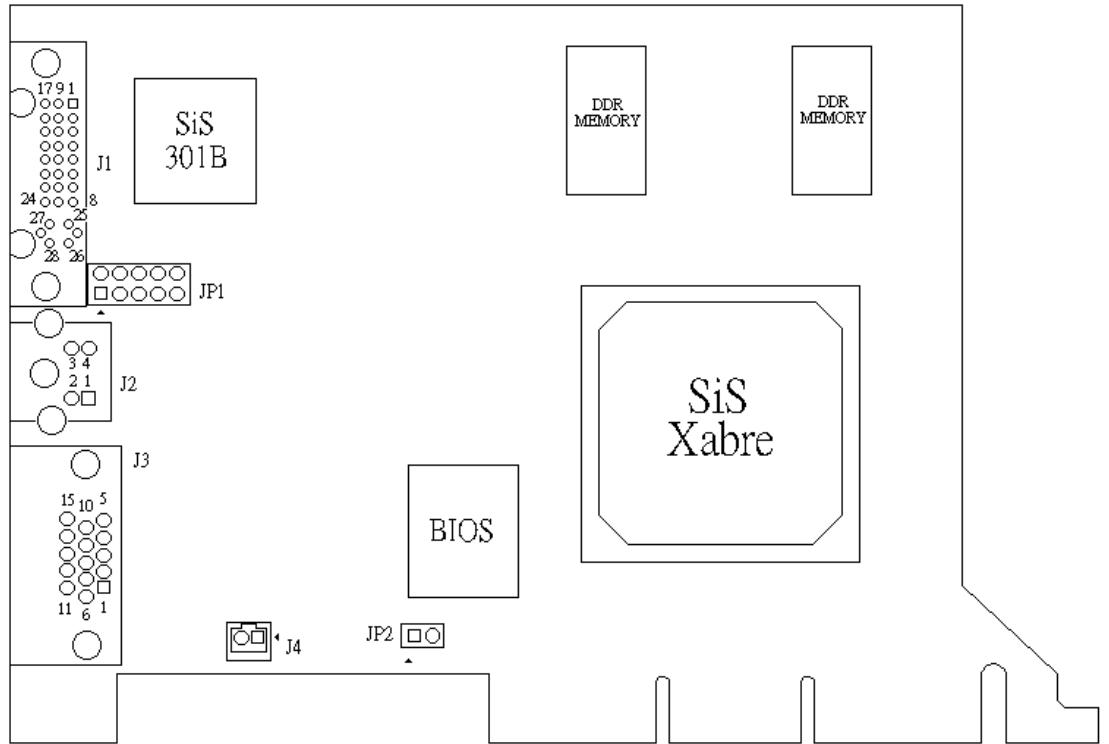 17 9 1
SiS
301B
DDR
MEMORY
DDR
MEMORY
J1
24 8
27 25
28 26
JP1
3 4
2 1
J2
J3
15 10 5
11 6 1
SiS
Xabre
BIOS
J4
JP2